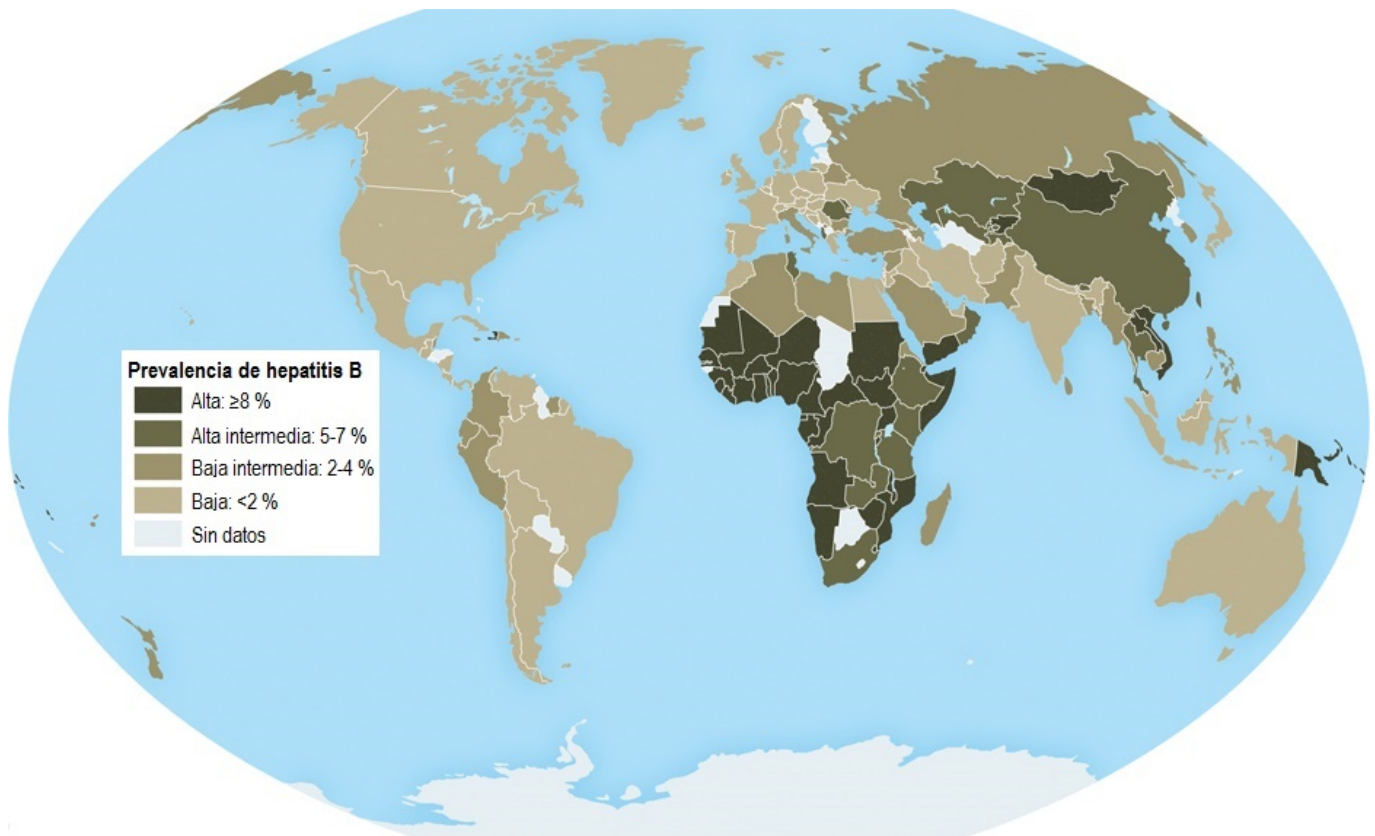 Prevalencia de hepatitis B
Alta: ≥8 %
Alta intermedia: 5-7 %
Baja intermedia: 2-4 %
Baja: <2 %
Sin datos